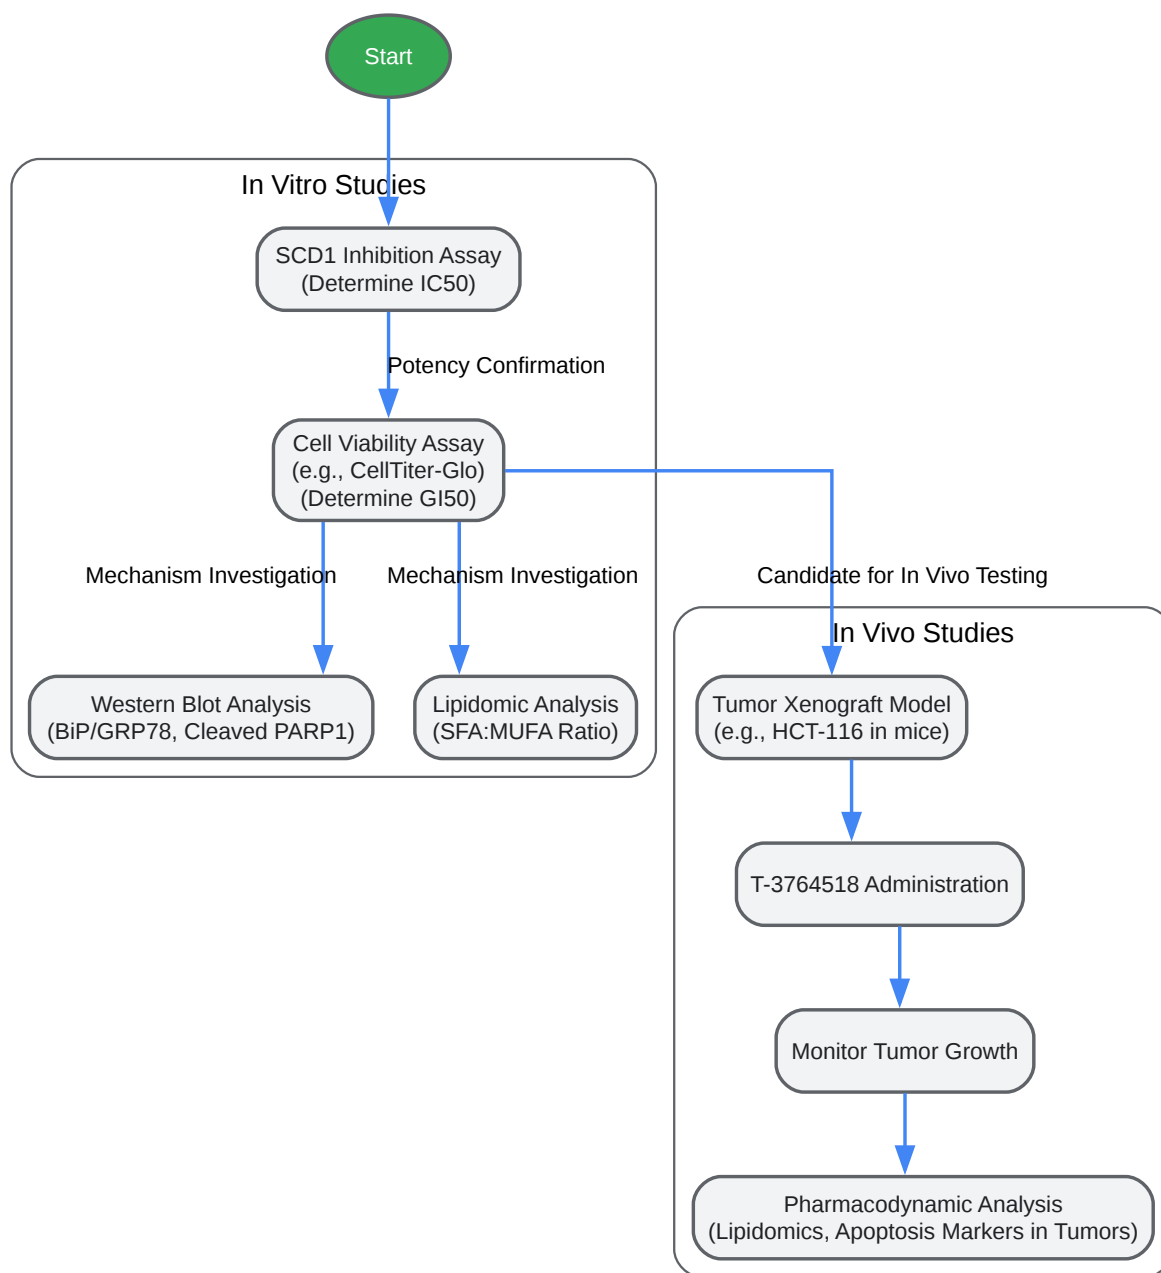 Start
In Vitro Studies
SCD1 Inhibition Assay
(Determine IC50)
Potency Confirmation
Cell Viability Assay
(e.g., CellTiter-Glo)
(Determine GI50)
Mechanism Investigation
Mechanism Investigation
Candidate for In Vivo Testing
In Vivo Studies
Western Blot Analysis
(BiP/GRP78, Cleaved PARP1)
Lipidomic Analysis
(SFA:MUFA Ratio)
Tumor Xenograft Model
(e.g., HCT-116 in mice)
T-3764518 Administration
Monitor Tumor Growth
Pharmacodynamic Analysis
(Lipidomics, Apoptosis Markers in Tumors)